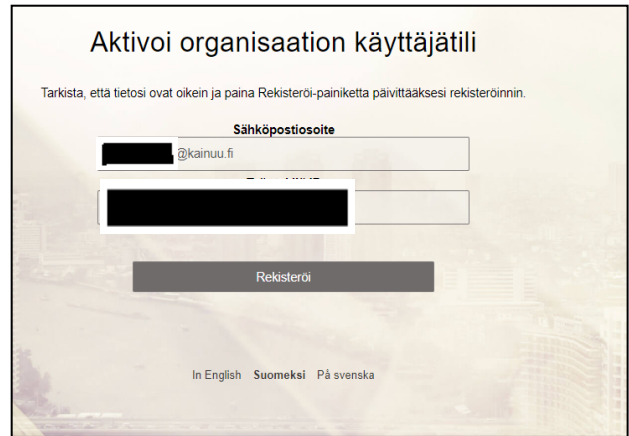 Aktivoi organisaation käyttäjätili
Tarkista, että tietosi ovat oikein ja paina Rekisteröi-painiketta päivittääksesi rekisteröinnin.
Sähköpostiosoite
@kainuu.fi
Rekisteröi
In English Suomeksi På svenska